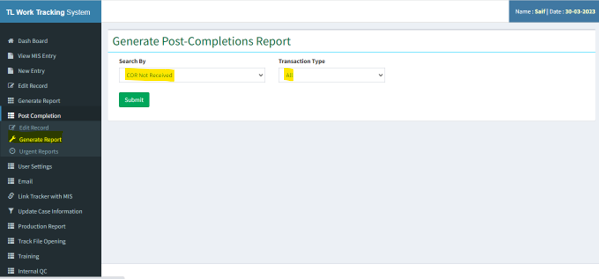 TL Work Tracking System
Name : Saif | Date : 30-03-2023
Dash Board
View MIS Entry
New Entry
Edit Record
Generate Report
Post Completion
Edit Record
Generate Report
Urgent Reports
User Settings
Email
Link Tracker with MIS
Update Case Information
Production Report
Track File Opening
Training
Internal QC
Generate Post-Completions Report
Search By
Transaction Type
COR Not Received
Submit